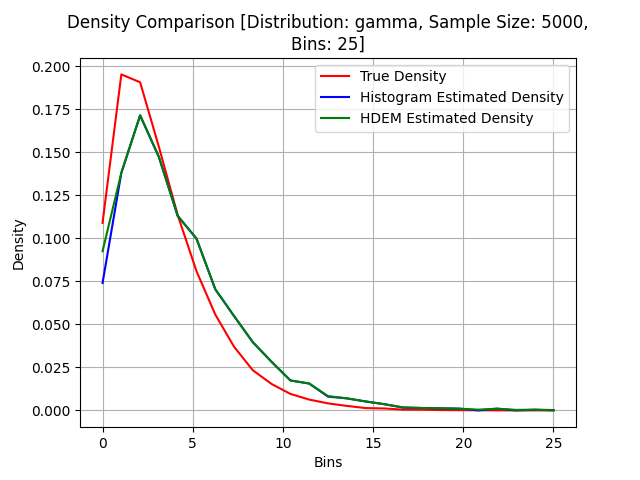 Density Comparison [Distribution: gamma, Sample Size: 5000,
Bins: 25]
True Density
Histogram Estimated Density
HDEM Estimated Density
Density
0.200
0.175
0.150
0.125
0.100
0.075
0.050
0.025
0.000
0 5 10 15 20 25
Bins